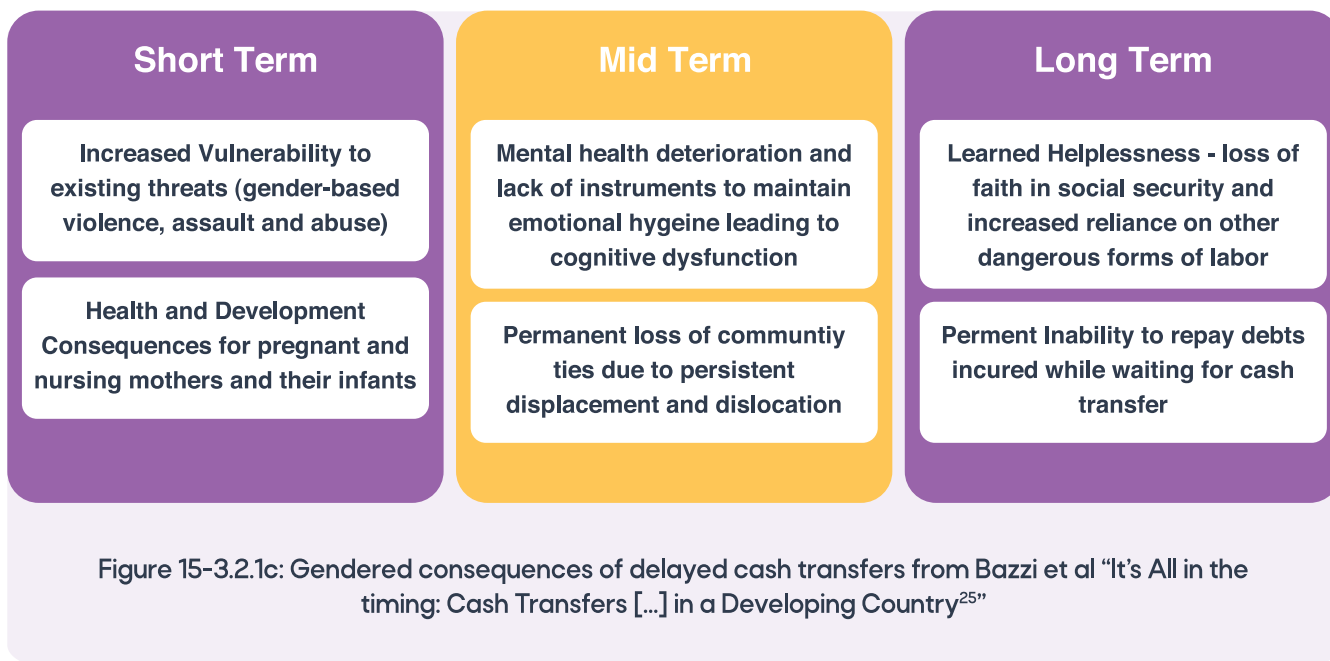 Short Term
Increased Vulnerability to
existing threats (gender-based
violence, assault and abuse)
Health and Development
Consequences for pregnant and
nursing mothers and their infants
Mid Term
Mental health deterioration and
lack of instruments to maintain
emotional hygeine leading to
cognitive dysfunction
Permanent loss of communtiy
ties due to persistent
displacement and dislocation
Long Term
Learned Helplessness - loss of
faith in social security and
increased reliance on other
dangerous forms of labor
Perment Inability to repay debts
incured while waiting for cash
transfer
Figure 15-3.2.1c: Gendered consequences of delayed cash transfers from Bazzi et al “It’s All in the
timing: Cash Transfers [...] in a Developing Country²⁵”